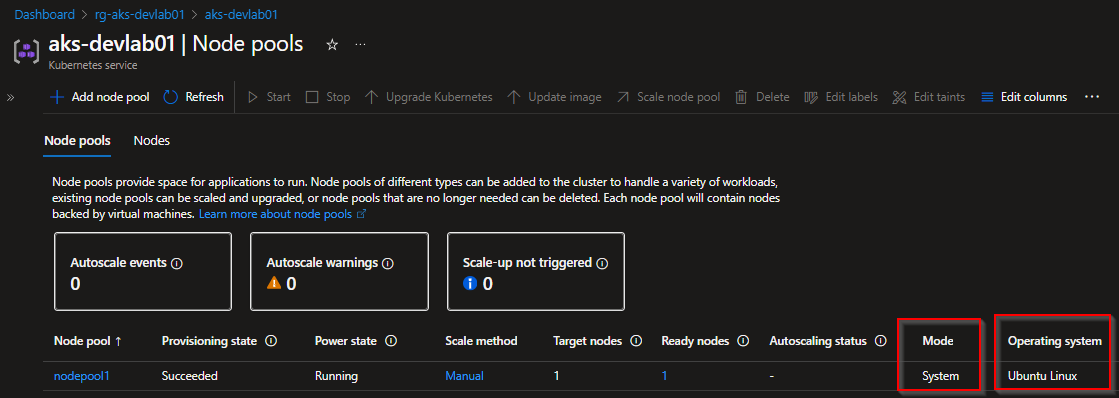 Dashboard > rg-aks-devlab01 > aks-devlab01
aks-devlab01 | Node pools
Kubernetes service
Add node pool Refresh Start Stop Upgrade Kubernetes Update image Scale node pool Delete Edit labels Edit taints Edit columns
Node pools Nodes
Node pools provide space for applications to run. Node pools of different types can be added to the cluster to handle a variety of workloads,
existing node pools can be scaled and upgraded, or node pools that are no longer needed can be deleted. Each node pool will contain nodes
backed by virtual machines. Learn more about node pools
Autoscale events Autoscale warnings Scale-up not triggered
0 0 0
Node pool ↑ Provisioning state Power state Scale method Target nodes Ready nodes Autoscaling status Mode Operating system
nodepool1 Succeeded Running Manual 1 1 - System Ubuntu Linux